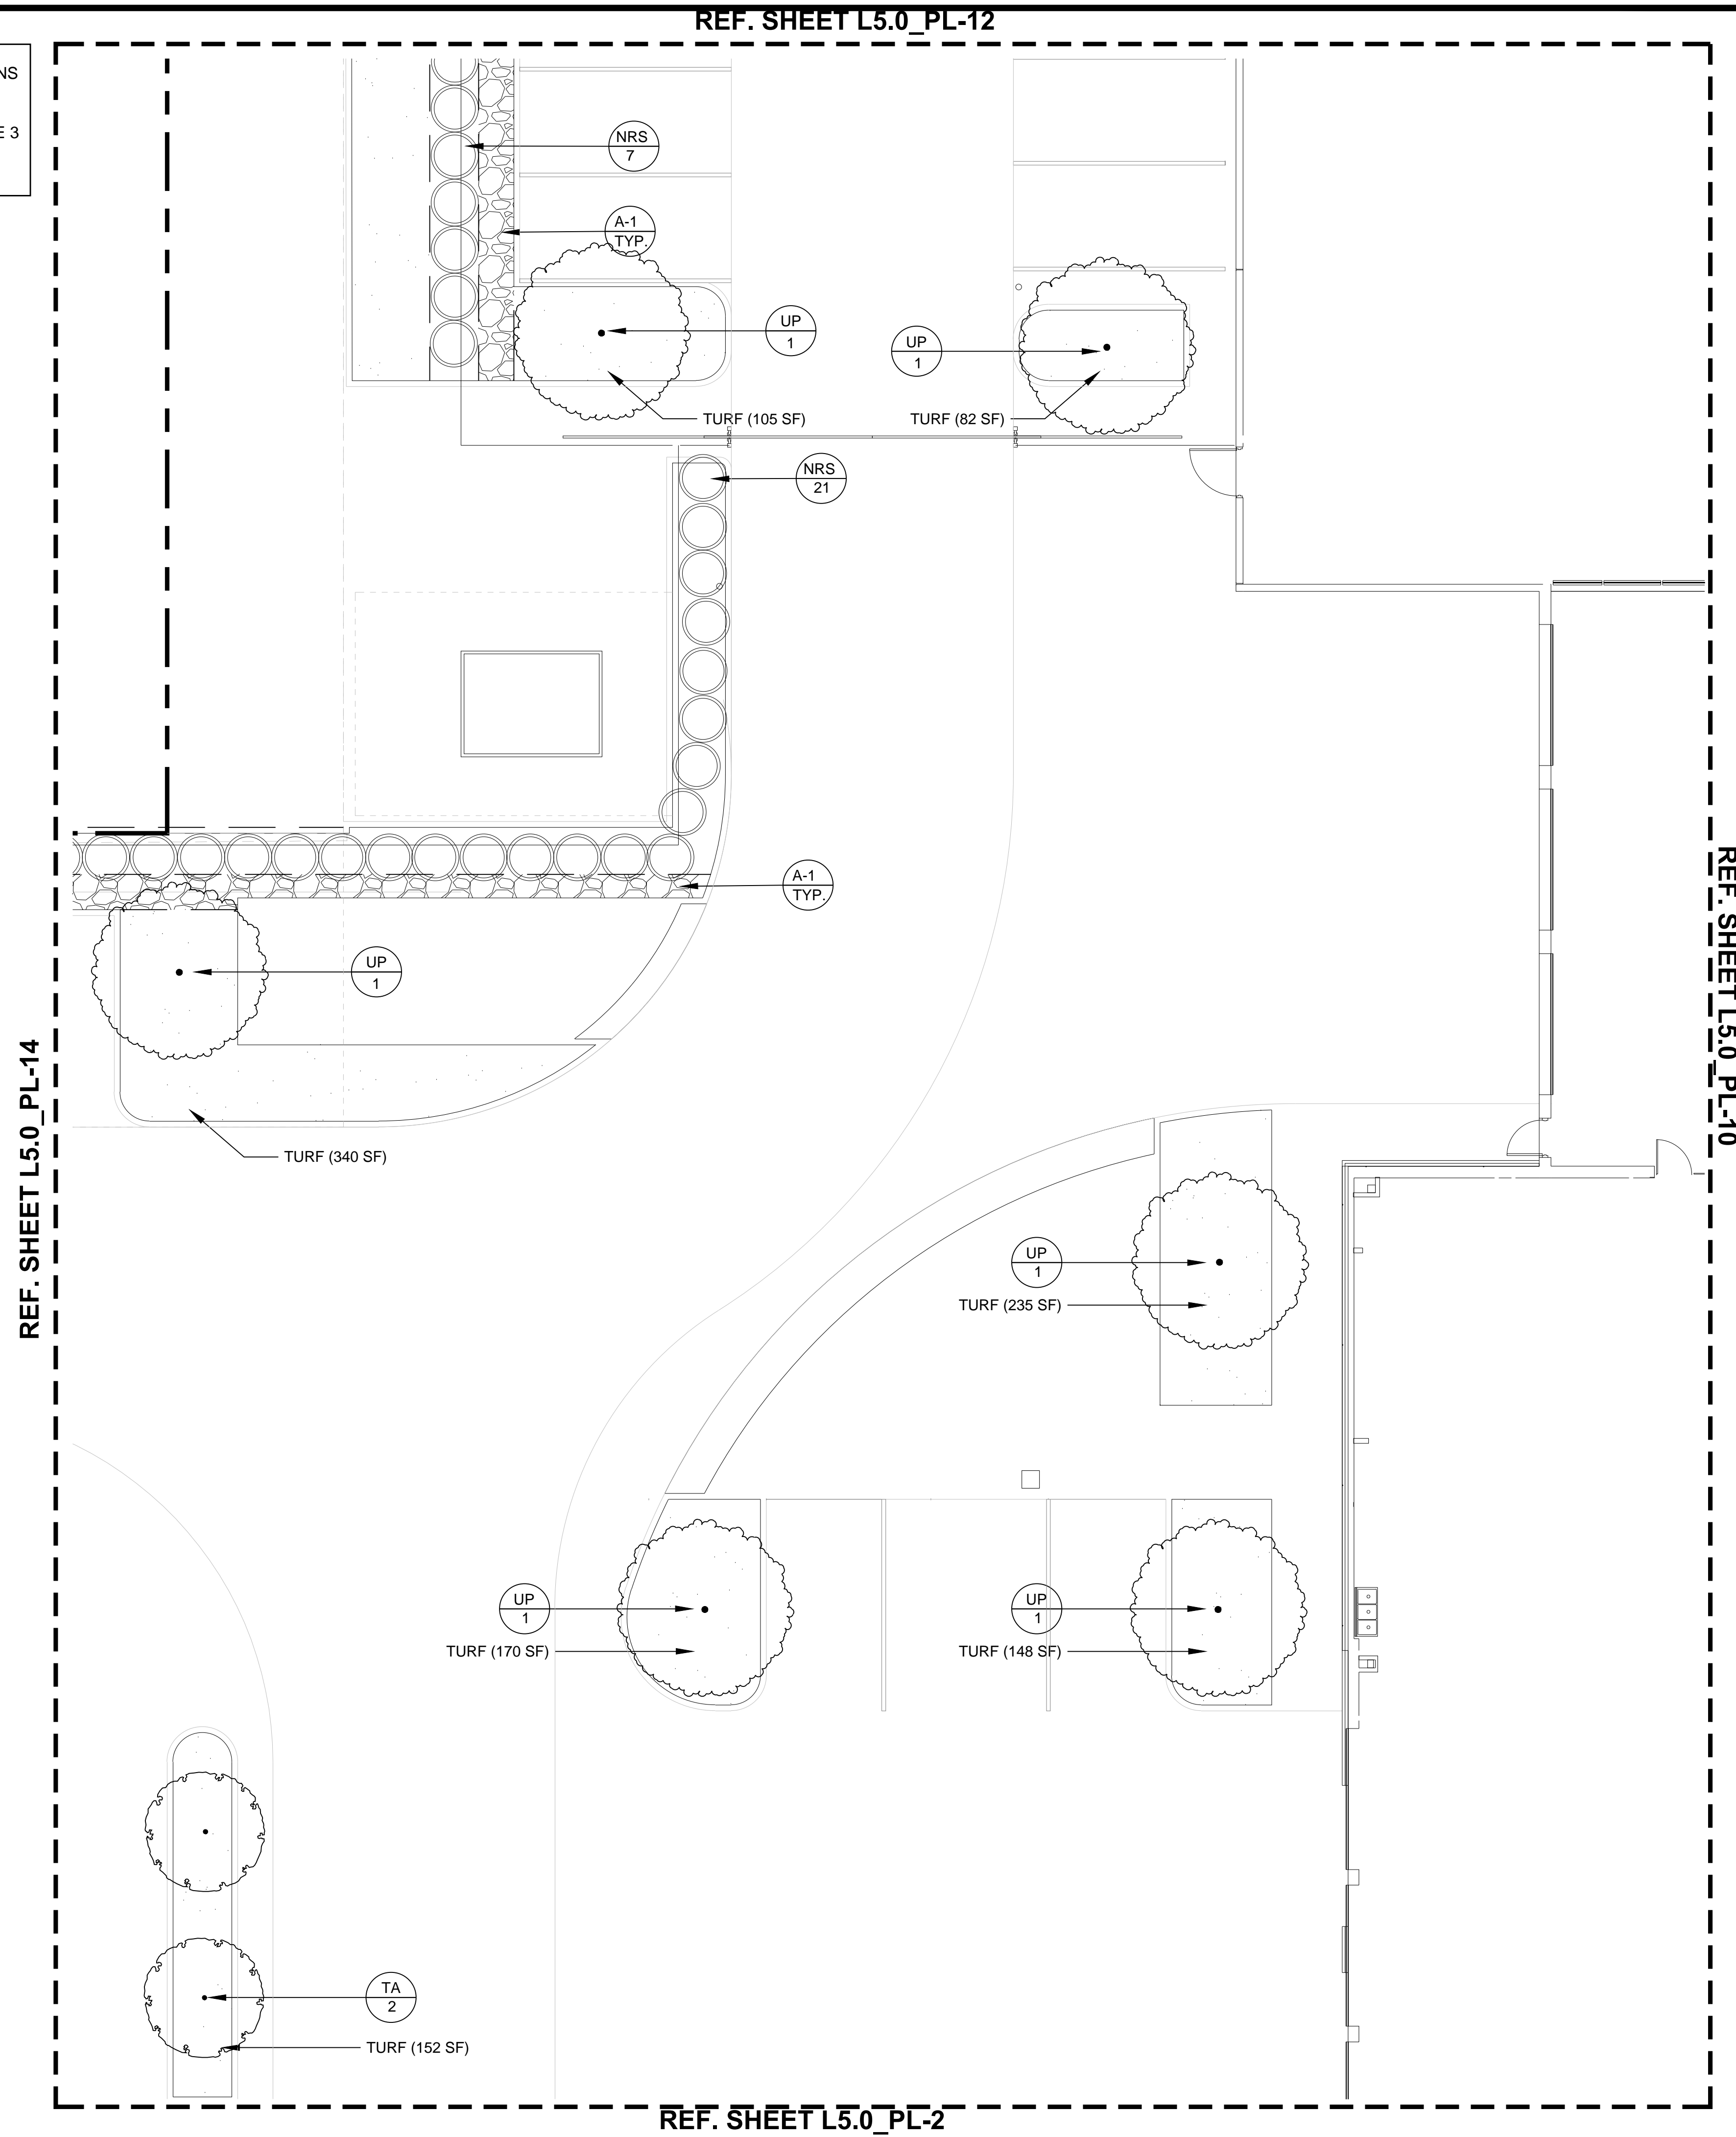 REF. SHEET L5.0_PL-12
NS
E 3
NRS
7
A-1
TYP.
UP
1
UP
1
TURF (105 SF)
TURF (82 SF)
NRS
21
A-1
TYP.
UP
1
TURF (340 SF)
REF. SHEET L5.0_PL-14
REF. SHEET L5.0_PL-10
UP
1
TURF (235 SF)
UP
1
TURF (170 SF)
UP
1
TURF (148 SF)
TA
2
TURF (152 SF)
REF. SHEET L5.0_PL-2